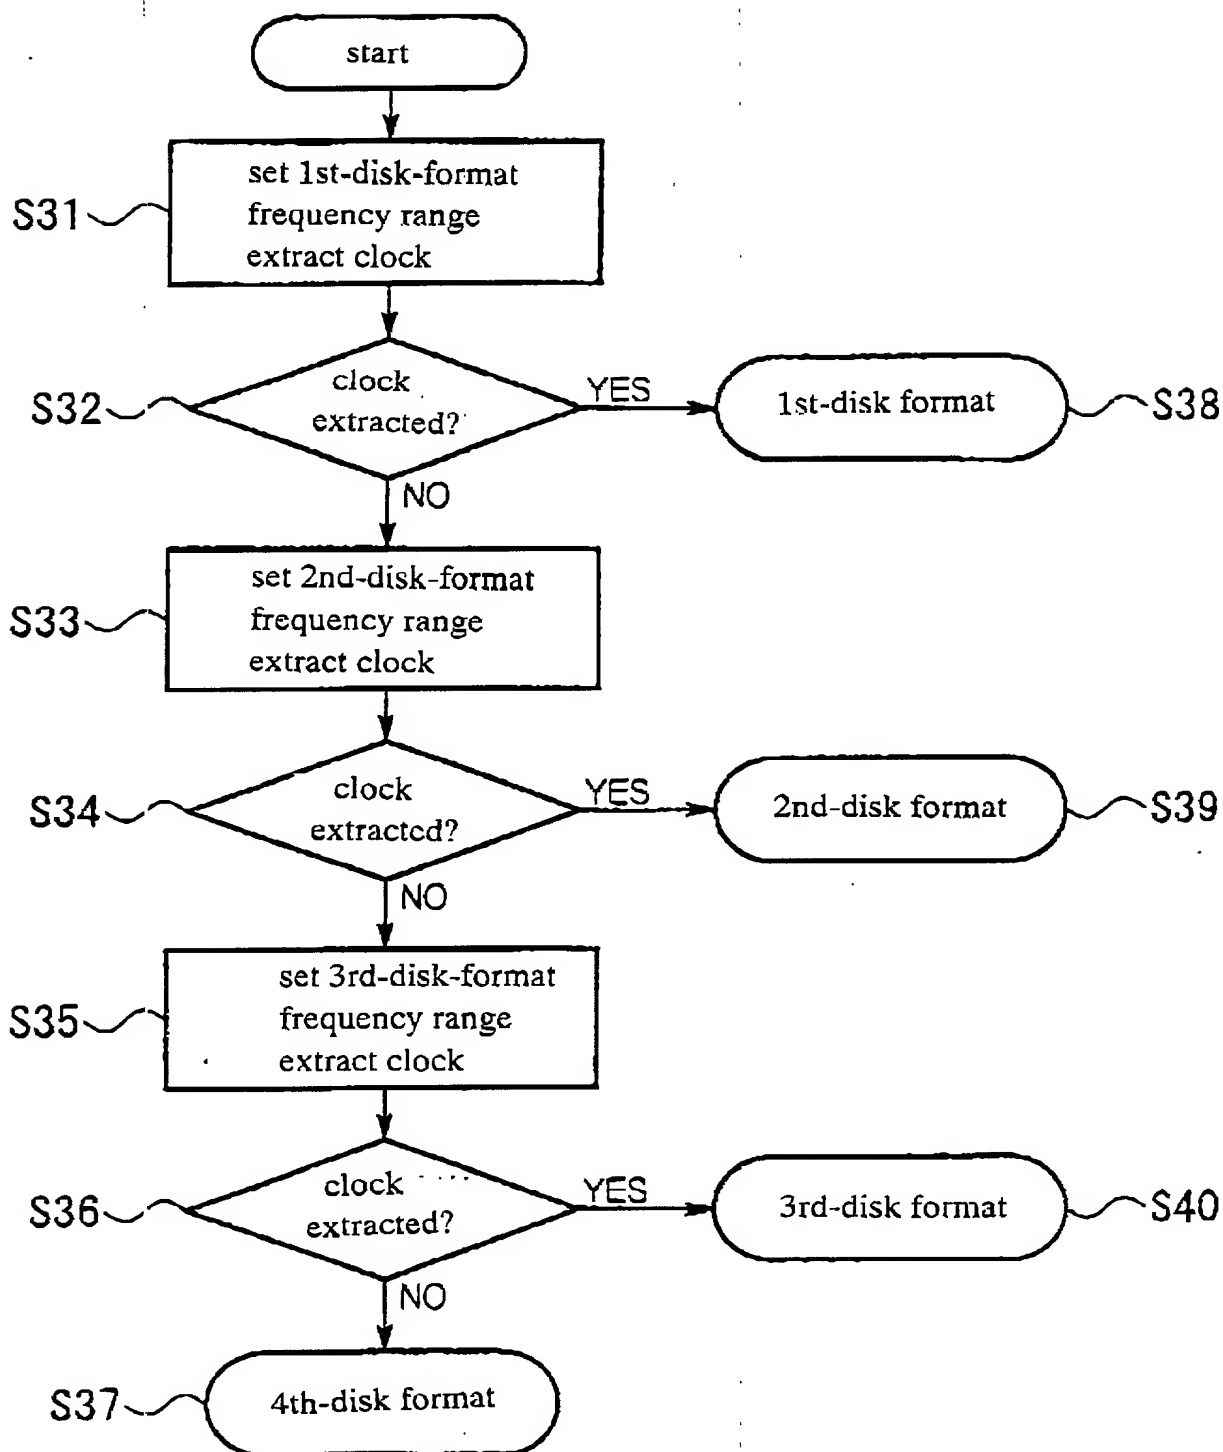 start
S31
set 1st-disk-format
frequency range
extract clock
S32
clock
extracted?
YES
1st-disk format
S38
NO
S33
set 2nd-disk-format
frequency range
extract clock
S34
clock
extracted?
YES
2nd-disk format
S39
NO
S35
set 3rd-disk-format
frequency range
extract clock
S36
clock
extracted?
YES
3rd-disk format
S40
NO
S37
4th-disk format